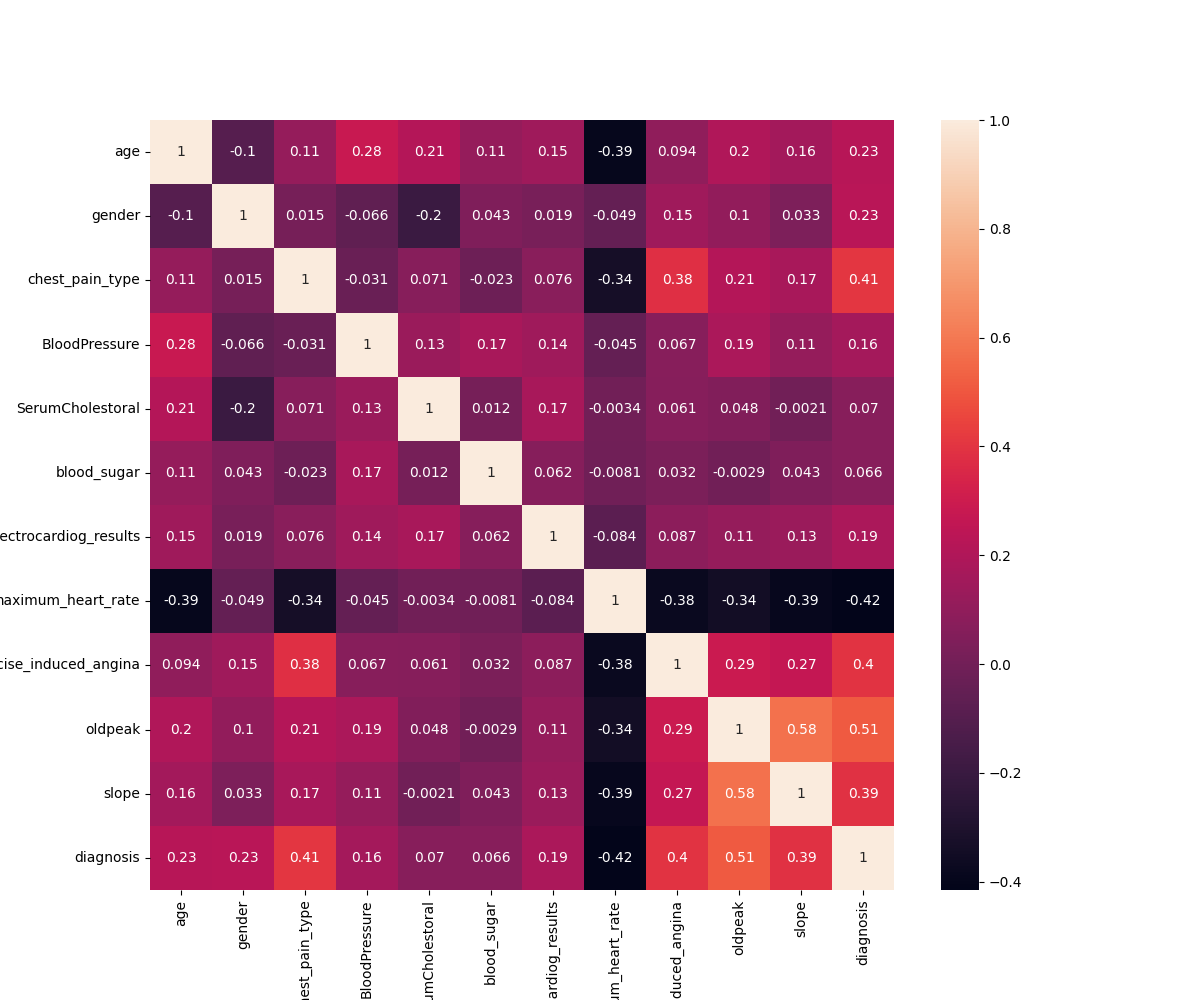 age 1 -0.1 0.11 0.28 0.21 0.11 0.15 -0.39 0.094 0.2 0.16 0.23
gender -0.1 1 0.015 -0.066 -0.2 0.043 0.019 -0.049 0.15 0.1 0.033 0.23
chest_pain_type 0.11 0.015 1 -0.031 0.071 -0.023 0.076 -0.34 0.38 0.21 0.17 0.41
BloodPressure 0.28 -0.066 -0.031 1 0.13 0.17 0.14 -0.045 0.067 0.19 0.11 0.16
SerumCholestoral 0.21 -0.2 0.071 0.13 1 0.012 0.17 -0.0034 0.061 0.048 -0.0021 0.07
blood_sugar 0.11 0.043 -0.023 0.17 0.012 1 0.062 -0.0081 0.032 -0.0029 0.043 0.066
ectrocardiog_results 0.15 0.019 0.076 0.14 0.17 0.062 1 -0.084 0.087 0.11 0.13 0.19
naximum_heart_rate -0.39 -0.049 -0.34 -0.045 -0.0034 -0.0081 -0.084 1 -0.38 -0.34 -0.39 -0.42
cise_induced_angina 0.094 0.15 0.38 0.067 0.061 0.032 0.087 -0.38 1 0.29 0.27 0.4
oldpeak 0.2 0.1 0.21 0.19 0.048 -0.0029 0.11 -0.34 0.29 1 0.58 0.51
slope 0.16 0.033 0.17 0.11 -0.0021 0.043 0.13 -0.39 0.27 0.58 1 0.39
diagnosis 0.23 0.23 0.41 0.16 0.07 0.066 0.19 -0.42 0.4 0.51 0.39 1
age
gender
hest_pain_type
BloodPressure
umCholestoral
blood_sugar
ardiog_results
um_heart_rate
duced_angina
oldpeak
slope
diagnosis
1.0
0.8
0.6
0.4
0.2
0.0
−0.2
−0.4